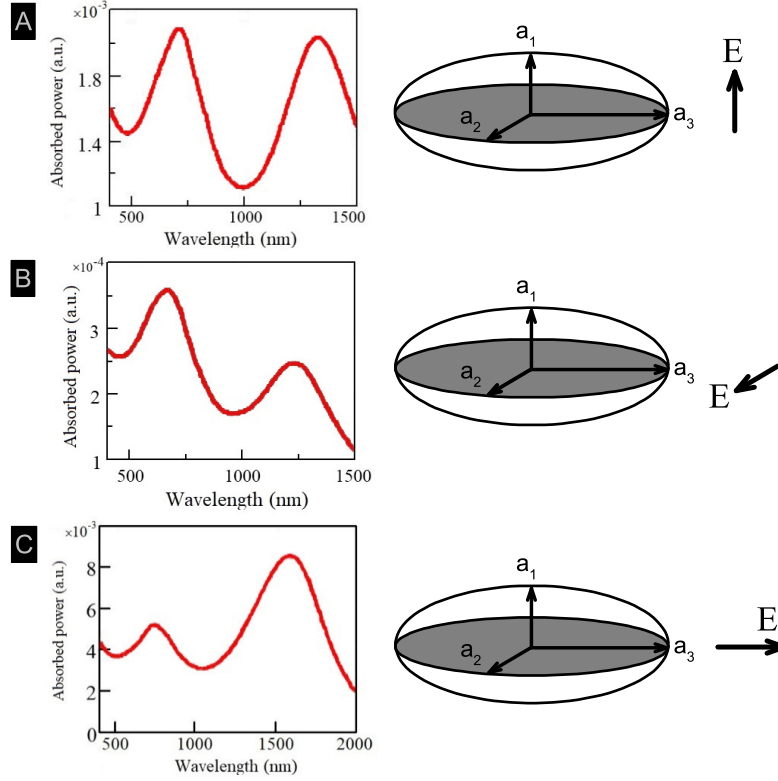 A
×10⁻³
1.8
1.4
1
Absorbed power (a.u.)
500 1000 1500
Wavelength (nm)
a₁
a₂
a₃
E
B
×10⁻⁴
3
2
1
Absorbed power (a.u.)
500 1000 1500
Wavelength (nm)
a₁
a₂
a₃
E
C
×10⁻³
8
6
4
2
0
Absorbed power (a.u.)
500 1000 1500 2000
Wavelength (nm)
a₁
a₂
a₃
E